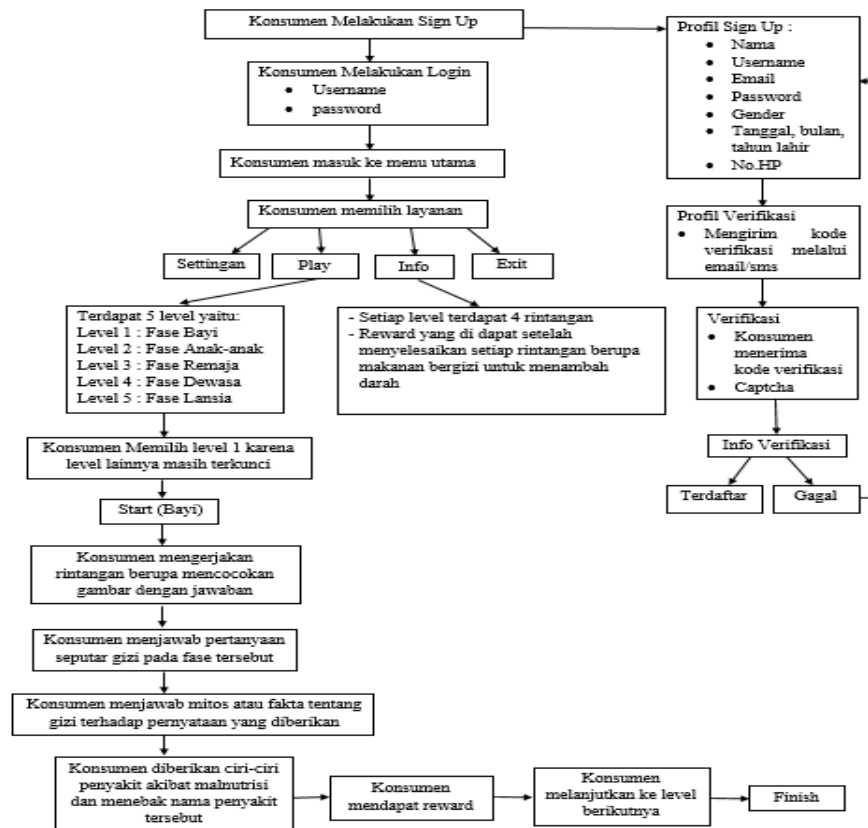 Konsumen Melakukan Sign Up
Konsumen Melakukan Login
• Username
• password
Konsumen masuk ke menu utama
Konsumen memilih layanan
Settingan
Play
Info
Exit
Terdapat 5 level yaitu:
Level 1 : Fase Bayi
Level 2 : Fase Anak-anak
Level 3 : Fase Remaja
Level 4 : Fase Dewasa
Level 5 : Fase Lansia
- Setiap level terdapat 4 rintangan
- Reward yang di dapat setelah
menyelesaikan setiap rintangan berupa
makanan bergizi untuk menambah
darah
Konsumen Memilih level 1 karena
level lainnya masih terkunci
Start (Bayi)
Konsumen mengerjakan
rintangan berupa mencocokan
gambar dengan jawaban
Konsumen menjawab pertanyaan
seputar gizi pada fase tersebut
Konsumen menjawab mitos atau fakta tentang
gizi terhadap pernyataan yang diberikan
Konsumen diberikan ciri-ciri
penyakit akibat malnutrisi
dan menebak nama penyakit
tersebut
Konsumen
mendapat reward
Konsumen
melanjutkan ke level
berikutnya
Finish
Profil Sign Up :
• Nama
• Username
• Email
• Password
• Gender
• Tanggal, bulan,
tahun lahir
• No.HP
Profil Verifikasi
• Mengirim kode
verifikasi melalui
email/sms
Verifikasi
• Konsumen
menerima
kode verifikasi
• Captcha
Info Verifikasi
Terdaftar
Gagal